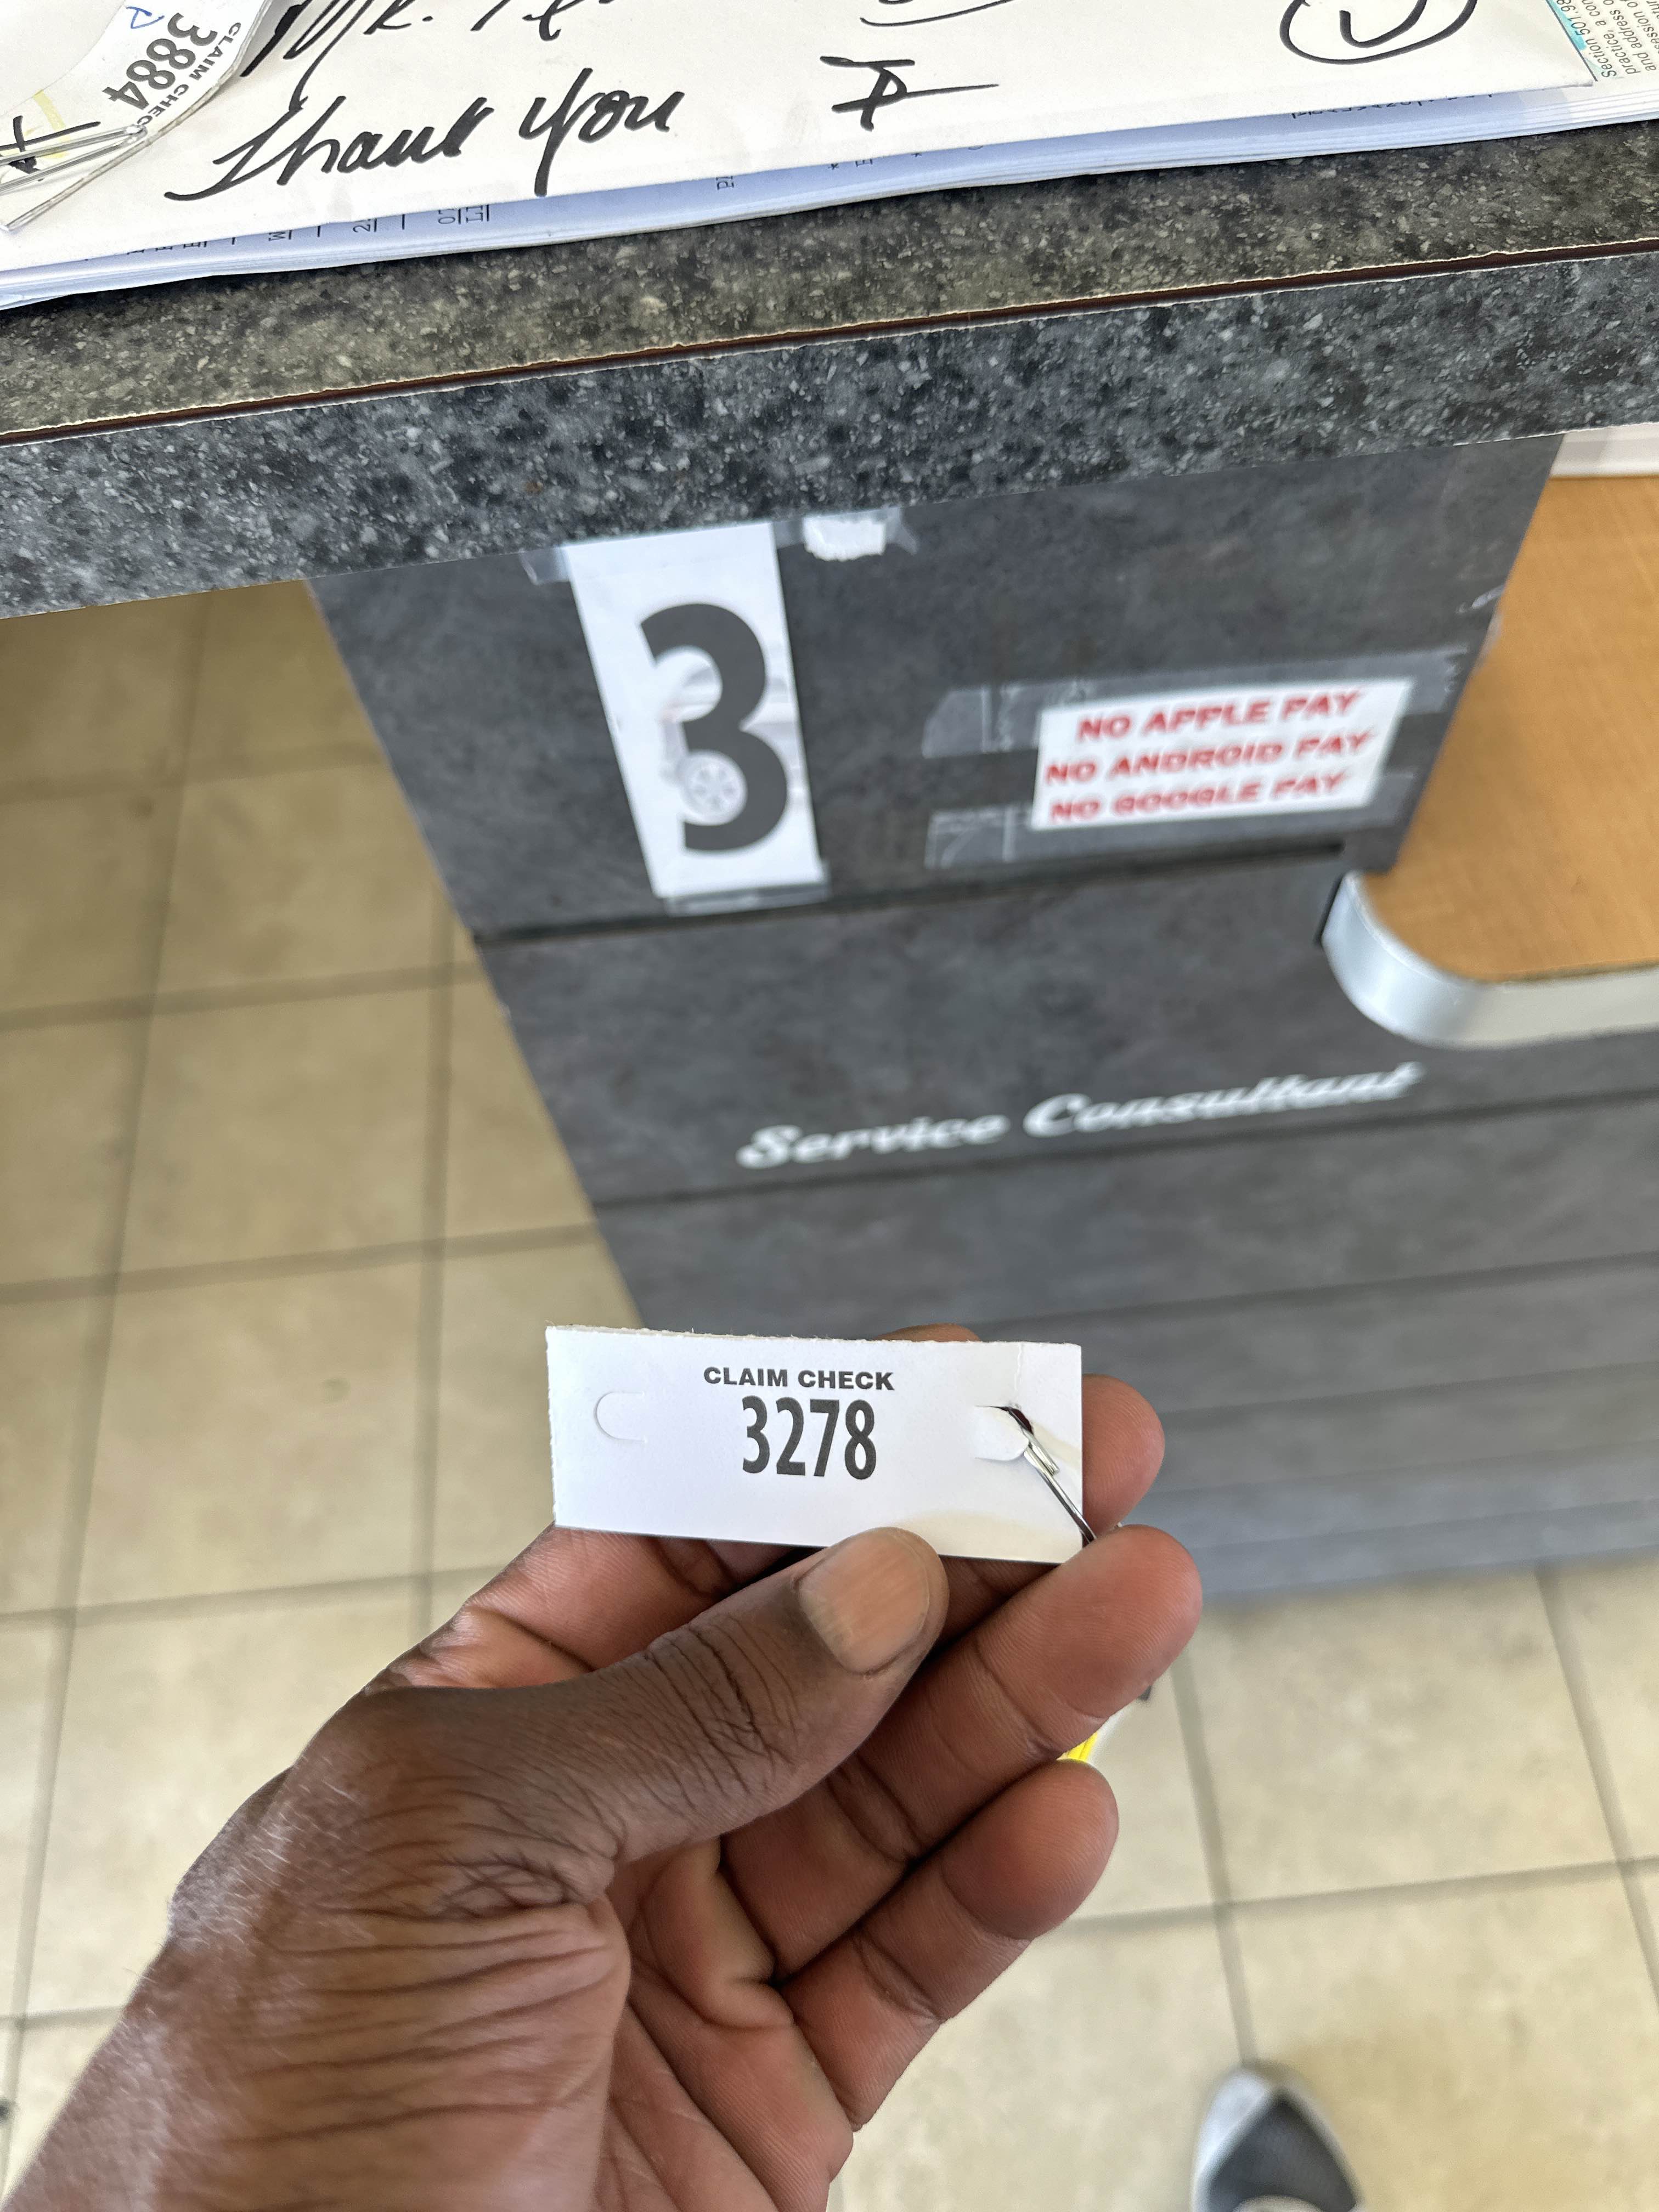 CLAIM CHECK
3884
Mr.
Thank You
3
NO APPLE PAY
NO ANDROID PAY
NO GOOGLE PAY
Service Consultant
CLAIM CHECK
3278